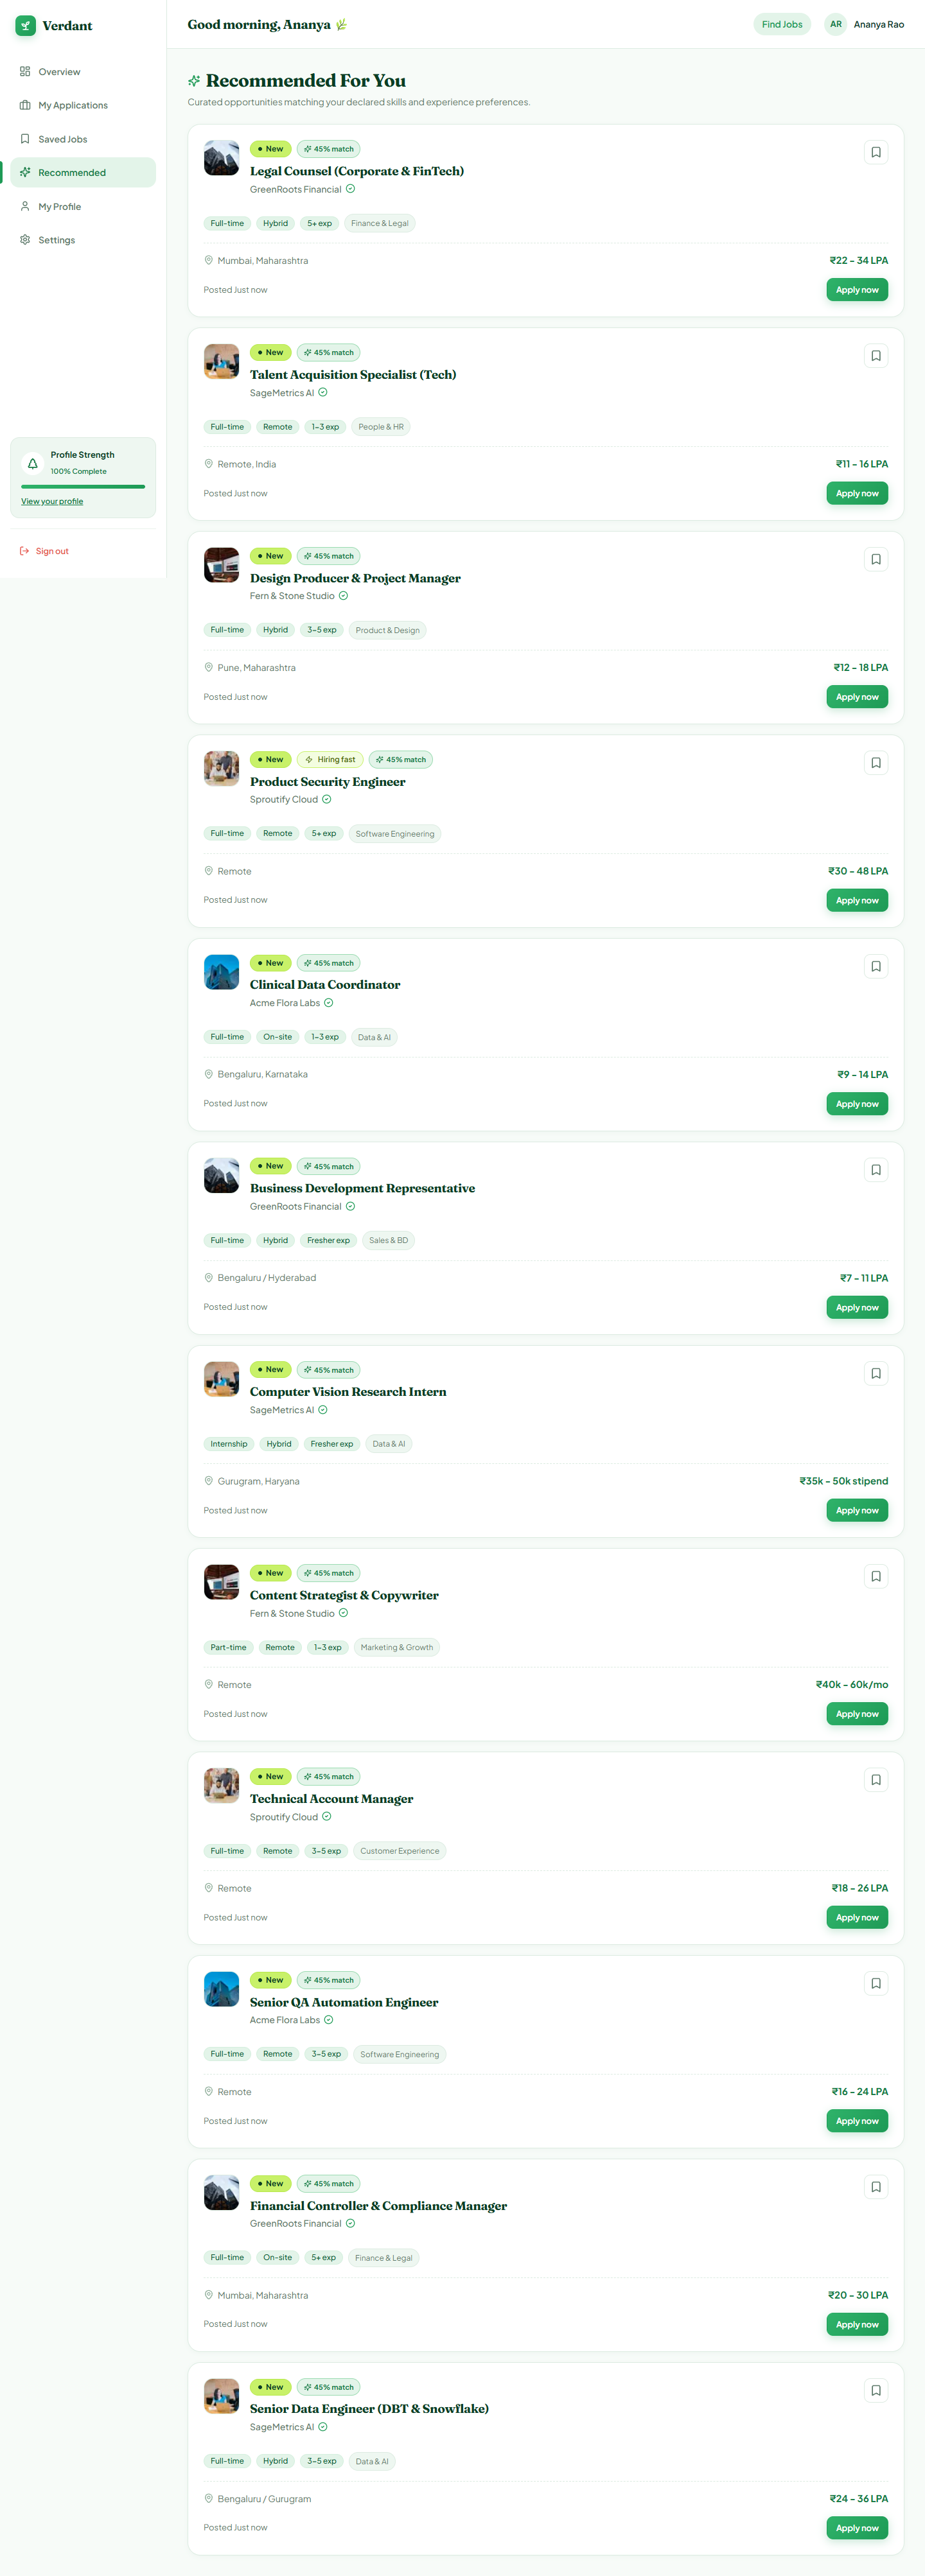 Verdant
Overview
My Applications
Saved Jobs
Recommended
My Profile
Settings
Profile Strength
100% Complete
View your profile
Sign out
Good morning, Ananya
Find Jobs
AR
Ananya Rao
Recommended For You
Curated opportunities matching your declared skills and experience preferences.
New 45% match
Legal Counsel (Corporate & FinTech)
GreenRoots Financial
Full-time Hybrid 5+ exp Finance & Legal
Mumbai, Maharashtra ₹22 – 34 LPA
Posted Just now Apply now
New 45% match
Talent Acquisition Specialist (Tech)
SageMetrics AI
Full-time Remote 1–3 exp People & HR
Remote, India ₹11 – 16 LPA
Posted Just now Apply now
New 45% match
Design Producer & Project Manager
Fern & Stone Studio
Full-time Hybrid 3–5 exp Product & Design
Pune, Maharashtra ₹12 – 18 LPA
Posted Just now Apply now
New Hiring fast 45% match
Product Security Engineer
Sproutify Cloud
Full-time Remote 5+ exp Software Engineering
Remote ₹30 – 48 LPA
Posted Just now Apply now
New 45% match
Clinical Data Coordinator
Acme Flora Labs
Full-time On-site 1–3 exp Data & AI
Bengaluru, Karnataka ₹9 – 14 LPA
Posted Just now Apply now
New 45% match
Business Development Representative
GreenRoots Financial
Full-time Hybrid Fresher exp Sales & BD
Bengaluru / Hyderabad ₹7 – 11 LPA
Posted Just now Apply now
New 45% match
Computer Vision Research Intern
SageMetrics AI
Internship Hybrid Fresher exp Data & AI
Gurugram, Haryana ₹35k – 50k stipend
Posted Just now Apply now
New 45% match
Content Strategist & Copywriter
Fern & Stone Studio
Part-time Remote 1–3 exp Marketing & Growth
Remote ₹40k – 60k/mo
Posted Just now Apply now
New 45% match
Technical Account Manager
Sproutify Cloud
Full-time Remote 3–5 exp Customer Experience
Remote ₹18 – 26 LPA
Posted Just now Apply now
New 45% match
Senior QA Automation Engineer
Acme Flora Labs
Full-time Remote 3–5 exp Software Engineering
Remote ₹16 – 24 LPA
Posted Just now Apply now
New 45% match
Financial Controller & Compliance Manager
GreenRoots Financial
Full-time On-site 5+ exp Finance & Legal
Mumbai, Maharashtra ₹20 – 30 LPA
Posted Just now Apply now
New 45% match
Senior Data Engineer (DBT & Snowflake)
SageMetrics AI
Full-time Hybrid 3–5 exp Data & AI
Bengaluru / Gurugram ₹24 – 36 LPA
Posted Just now Apply now